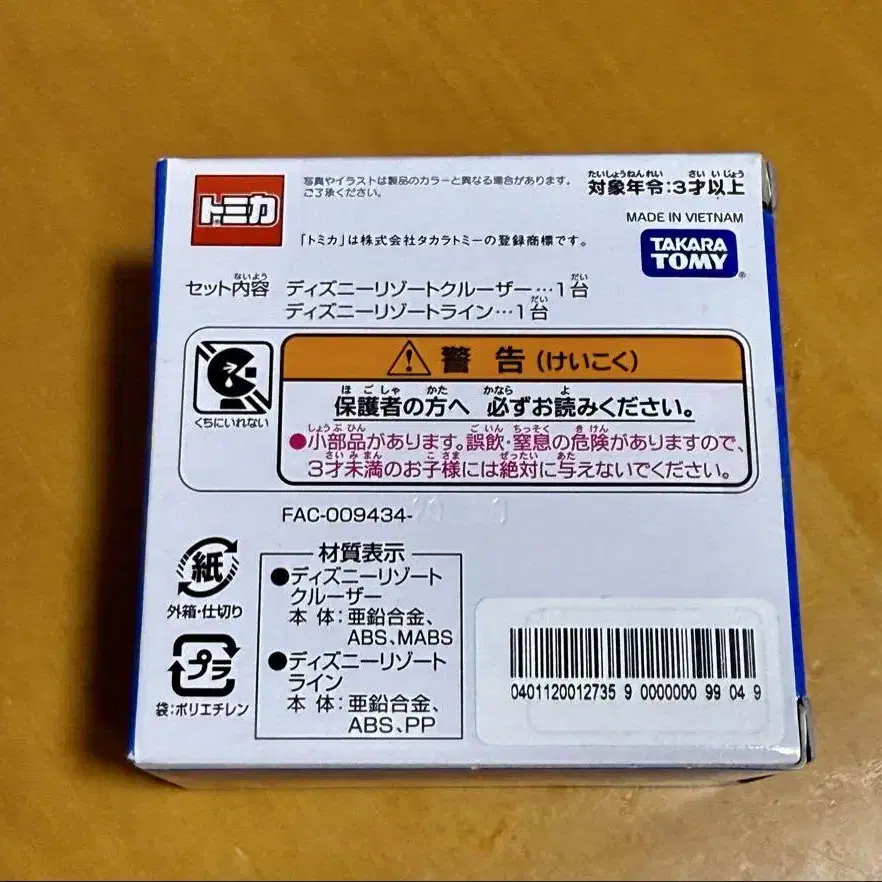 トミカ
写真やイラストは製品のカラーと異なる場合があります。
ご了承ください。
「トミカ」は株式会社タカラトミーの登録商標です。
たいしょうねんれい さい いじょう
対象年令:3才以上
MADE IN VIETNAM
TAKARA
TOMY
ないよう だい
セット内容 ディズニーリゾートクルーザー…1台
だい
ディズニーリゾートライン…1台
くちにいれない
警告(けいこく)
ほごしゃ かた かなら よ
保護者の方へ 必ずお読みください。
しょうぶひん ごいん ちっそく きけん
●小部品があります。誤飲・窒息の危険がありますので、
さいみまん こさま ぜったい あた
3才未満のお子様には絶対に与えないでください。
FAC-009434-
紙
外箱・仕切り
プラ
袋:ポリエチレン
材質表示
●ディズニーリゾート
クルーザー
本体:亜鉛合金、
ABS、MABS
●ディズニーリゾート
ライン
本体:亜鉛合金、
ABS、PP
0401120012735 9 0000000 99 04 9